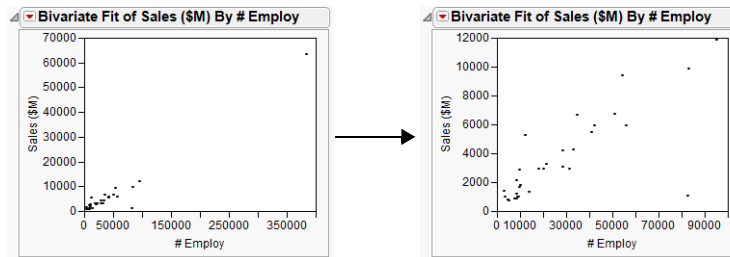 Bivariate Fit of Sales ($M) By # Employ
70000
60000
50000
40000
30000
20000
10000
0
Sales ($M)
0 50000 150000 250000 350000
# Employ
Bivariate Fit of Sales ($M) By # Employ
12000
10000
8000
6000
4000
2000
0
Sales ($M)
0 10000 30000 50000 70000 90000
# Employ